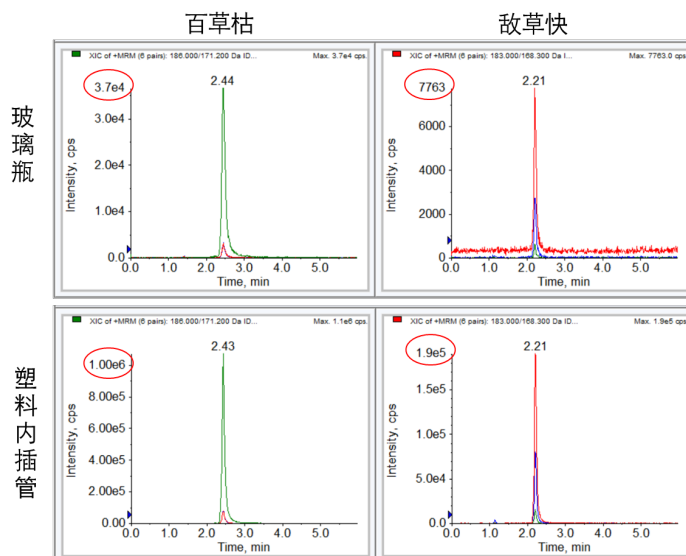 百草枯
敌草快
玻璃瓶
XIC of +MRM (6 pairs): 186.000/171.200 Da ID... Max. 3.7e4 cps.
2.44
3.7e4
3.0e4
2.0e4
1.0e4
0.0
Intensity, cps
0.0 1.0 2.0 3.0 4.0 5.0
Time, min
XIC of +MRM (6 pairs): 183.000/168.300 Da I... Max. 7763.0 cps.
2.21
7763
6000
4000
2000
0
Intensity, cps
0.0 1.0 2.0 3.0 4.0 5.0
Time, min
塑料内插管
XIC of +MRM (6 pairs): 186.000/171.200 Da ID... Max. 1.1e6 cps.
2.43
1.00e6
8.00e5
6.00e5
4.00e5
2.00e5
0.00
Intensity, cps
0.0 1.0 2.0 3.0 4.0 5.0
Time, min
XIC of +MRM (6 pairs): 183.000/168.300 Da ID... Max. 1.9e5 cps.
2.21
1.9e5
1.5e5
1.0e5
5.0e4
0.0
Intensity, cps
0.0 1.0 2.0 3.0 4.0 5.0
Time, min